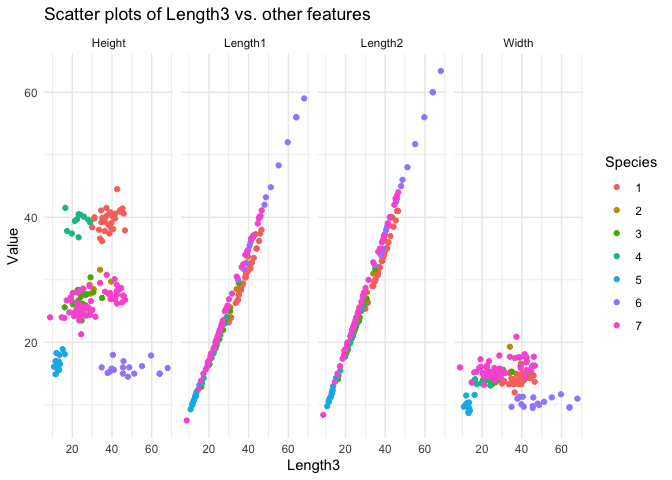 Scatter plots of Length3 vs. other features
Height Length1 Length2 Width
60
40
20
Value
20 40 60 20 40 60 20 40 60 20 40 60
Length3
Species
1
2
3
4
5
6
7